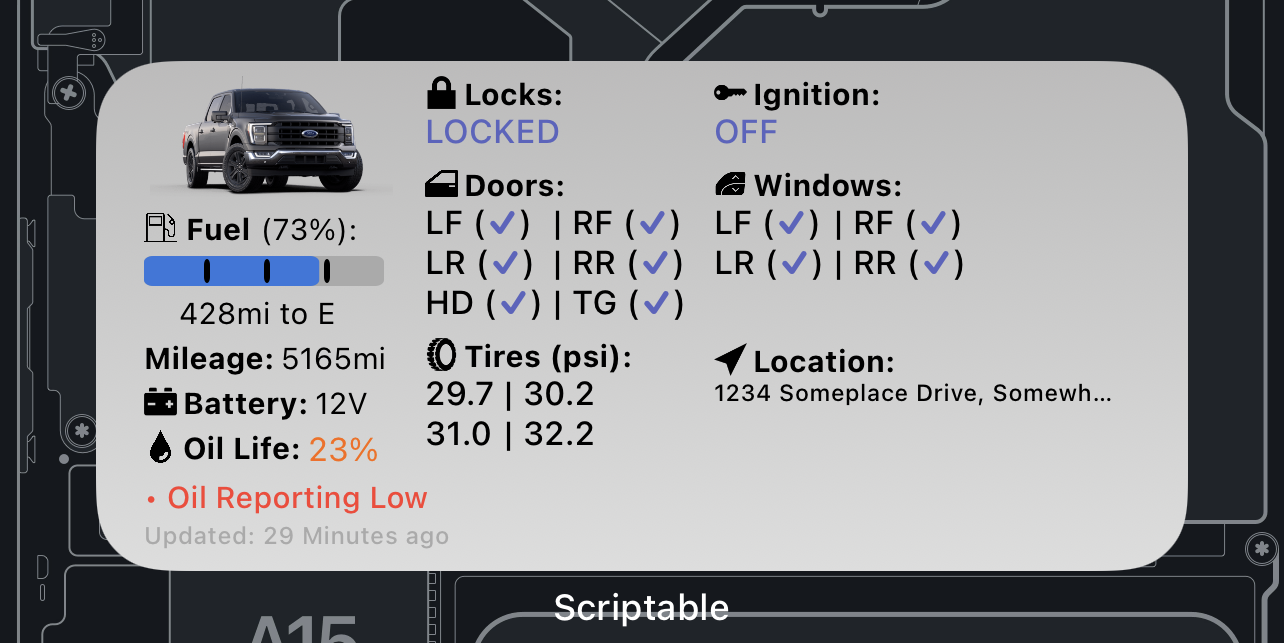 Fuel (73%):
428mi to E
Mileage: 5165mi
Battery: 12V
Oil Life: 23%
• Oil Reporting Low
Updated: 29 Minutes ago
Locks:
LOCKED
Doors:
LF (✓) | RF (✓)
LR (✓) | RR (✓)
HD (✓) | TG (✓)
Tires (psi):
29.7 | 30.2
31.0 | 32.2
Ignition:
OFF
Windows:
LF (✓) | RF (✓)
LR (✓) | RR (✓)
Location:
1234 Someplace Drive, Somewh...
Scriptable
A15